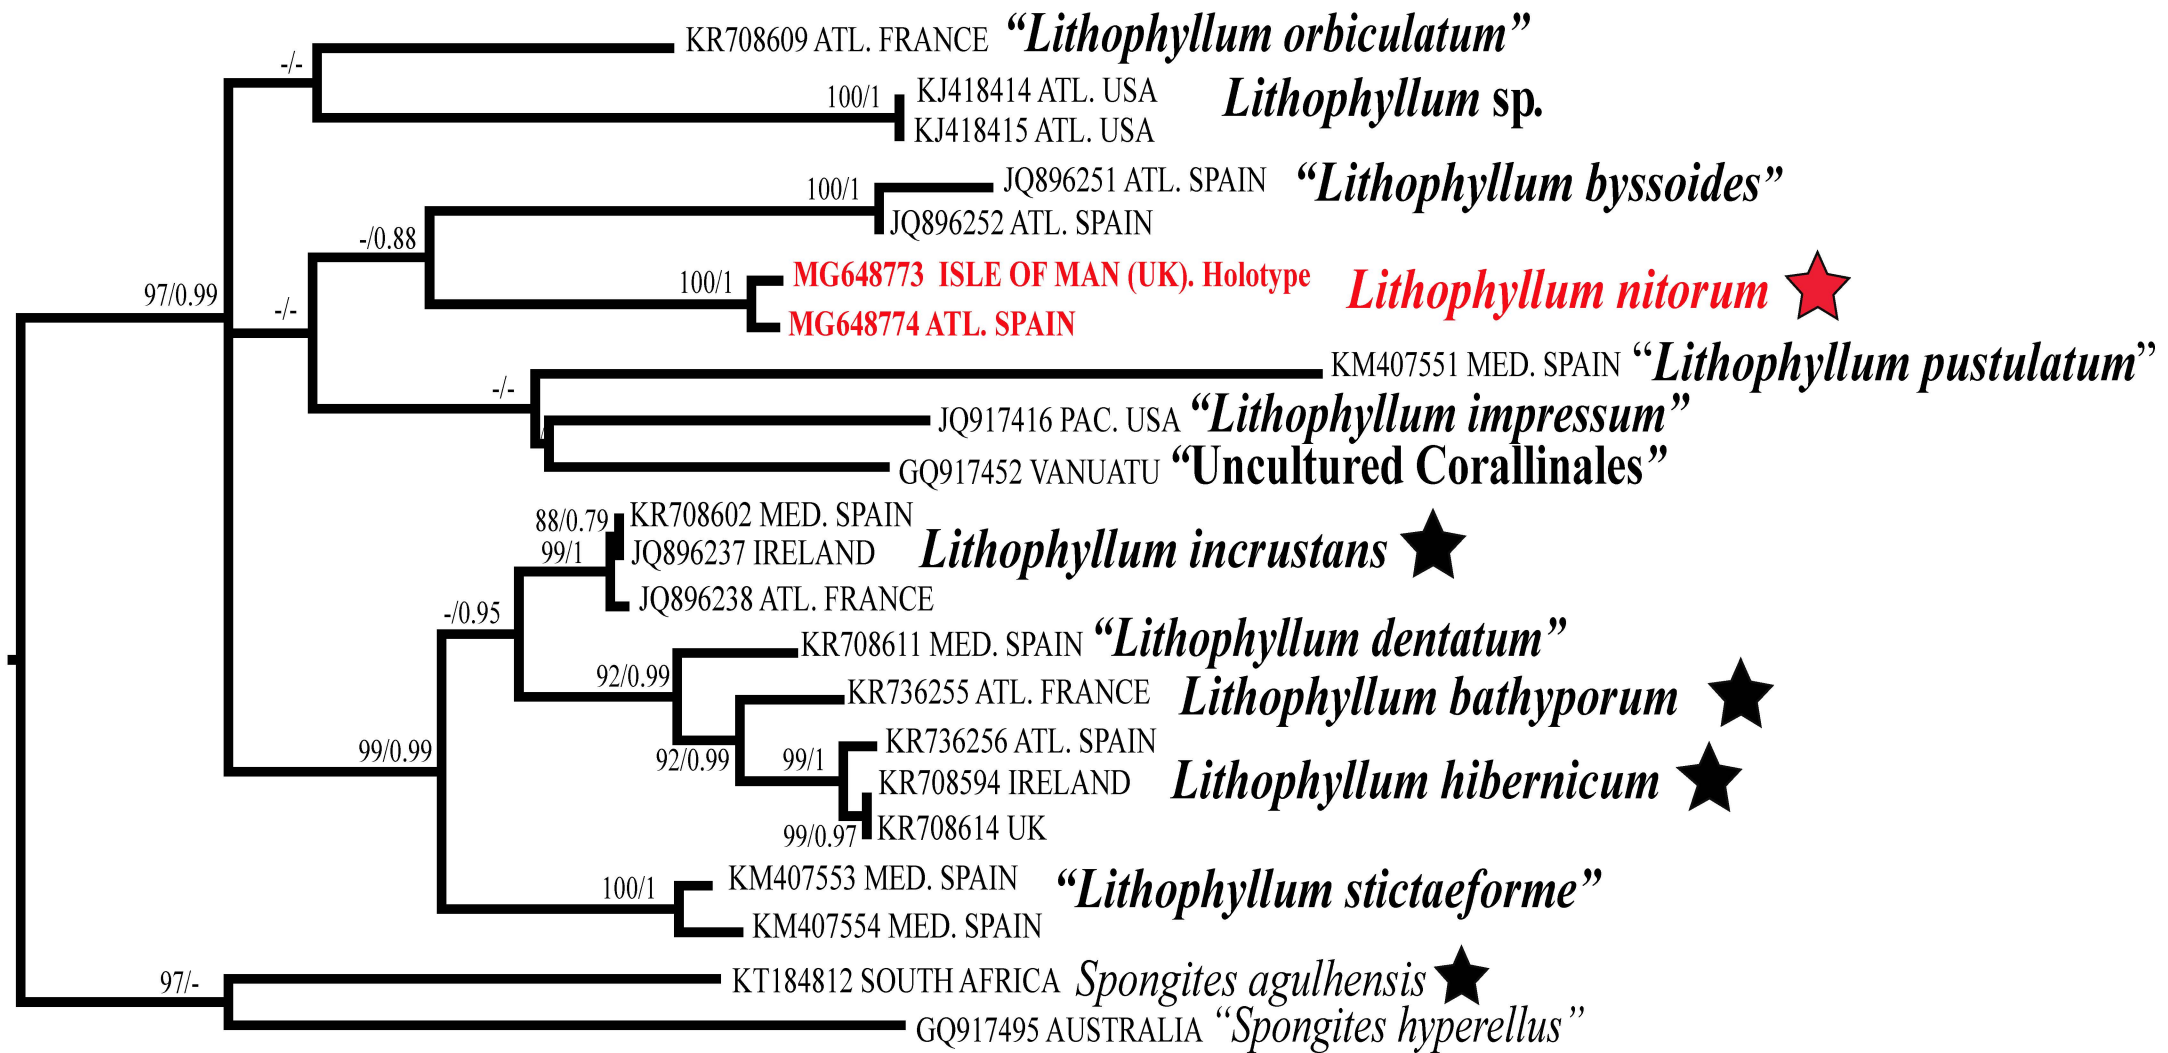 KR708609 ATL. FRANCE “Lithophyllum orbiculatum”
-/-
KJ418414 ATL. USA
100/1
Lithophyllum sp.
KJ418415 ATL. USA
JQ896251 ATL. SPAIN “Lithophyllum byssoides”
100/1
JQ896252 ATL. SPAIN
-/0.88
MG648773 ISLE OF MAN (UK). Holotype
100/1
Lithophyllum nitorum
97/0.99
-/-
MG648774 ATL. SPAIN
KM407551 MED. SPAIN “Lithophyllum pustulatum”
-/-
JQ917416 PAC. USA “Lithophyllum impressum”
GQ917452 VANUATU “Uncultured Corallinales”
88/0.79
KR708602 MED. SPAIN
99/1
JQ896237 IRELAND
Lithophyllum incrustans
JQ896238 ATL. FRANCE
-/0.95
KR708611 MED. SPAIN “Lithophyllum dentatum”
92/0.99
KR736255 ATL. FRANCE Lithophyllum bathyporum
99/0.99
92/0.99
99/1
KR736256 ATL. SPAIN
KR708594 IRELAND Lithophyllum hibernicum
99/0.97
KR708614 UK
100/1
KM407553 MED. SPAIN “Lithophyllum stictaeforme”
KM407554 MED. SPAIN
97/-
KT184812 SOUTH AFRICA Spongites agulhensis
GQ917495 AUSTRALIA “Spongites hyperellus”